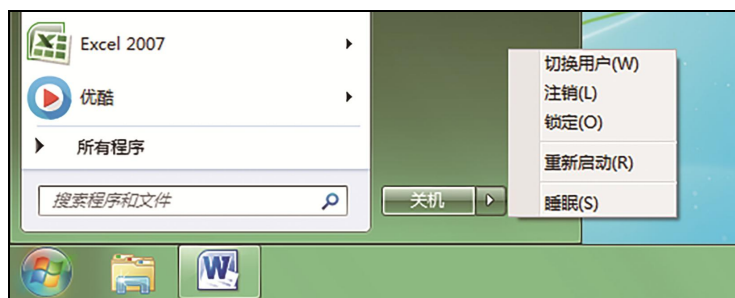 Excel 2007
优酷
所有程序
搜索程序和文件
关机
切换用户(W)
注销(L)
锁定(O)
重新启动(R)
睡眠(S)